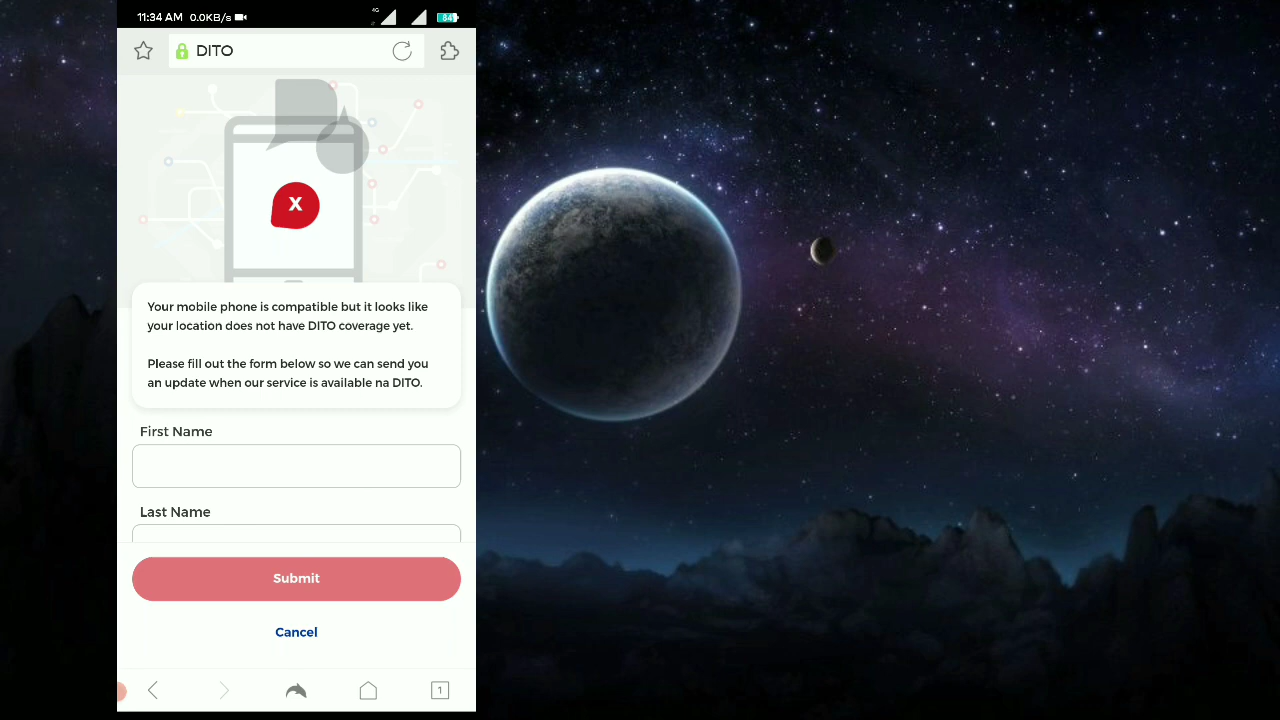 11:34 AM 0.0KB/s 4G 84
DITO
X
Your mobile phone is compatible but it looks like
your location does not have DITO coverage yet.
Please fill out the form below so we can send you
an update when our service is available na DITO.
First Name
Last Name
Submit
Cancel
1